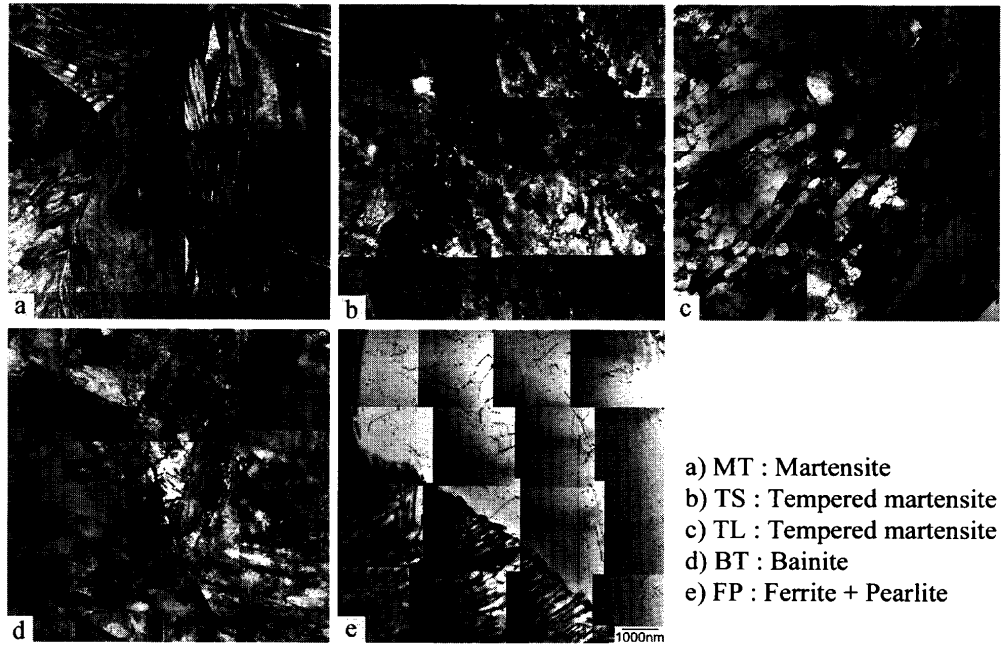 a
b
c
d
e
1000nm
a) MT : Martensite
b) TS : Tempered martensite
c) TL : Tempered martensite
d) BT : Bainite
e) FP : Ferrite + Pearlite